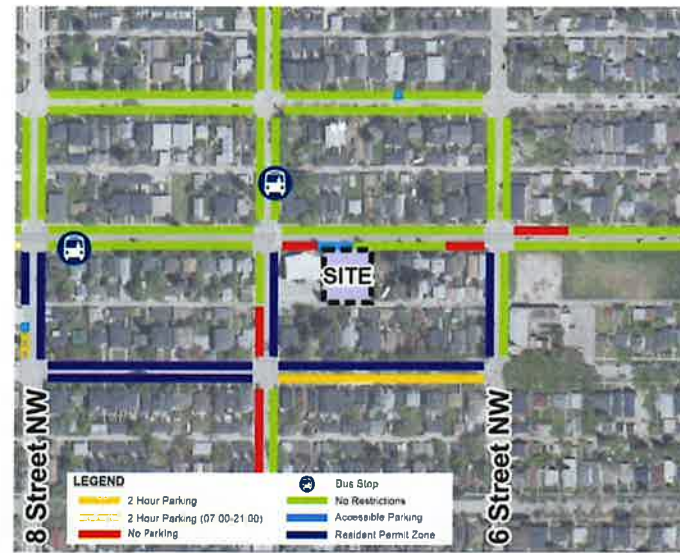 SITE
8 Street NW
6 Street NW
LEGEND
2 Hour Parking
2 Hour Parking (07 00-21 00)
No Parking
Bus Stop
No Restrictions
Accessible Parking
Resident Permit Zone